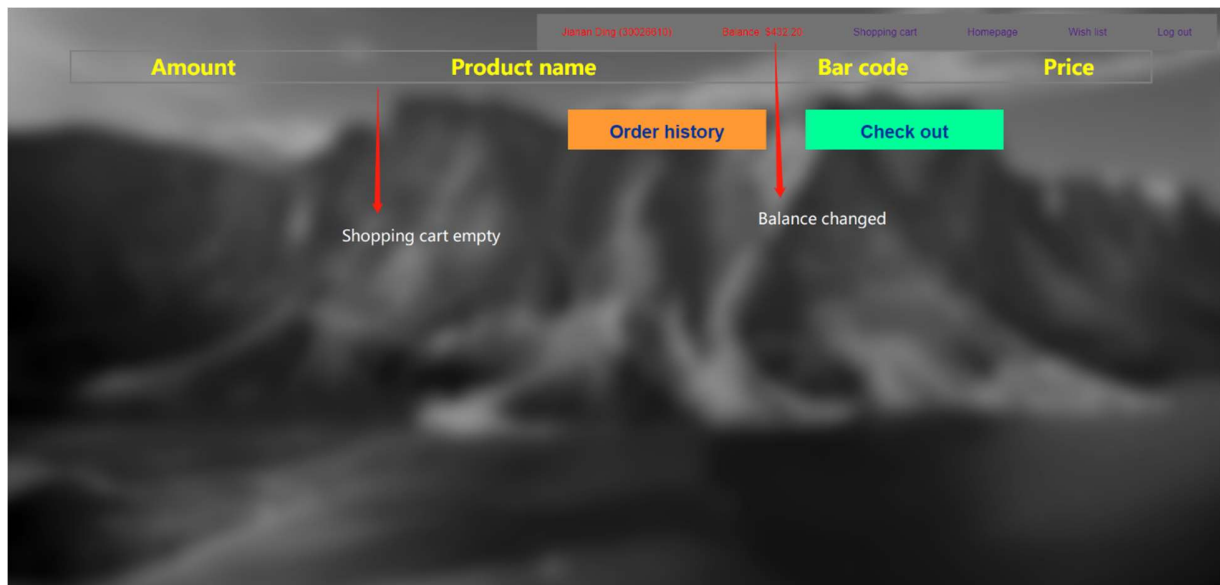 Jianan Ding (30026810) Balance $432.20 Shopping cart Homepage Wish list Log out
Amount Product name Bar code Price
Order history Check out
Balance changed
Shopping cart empty